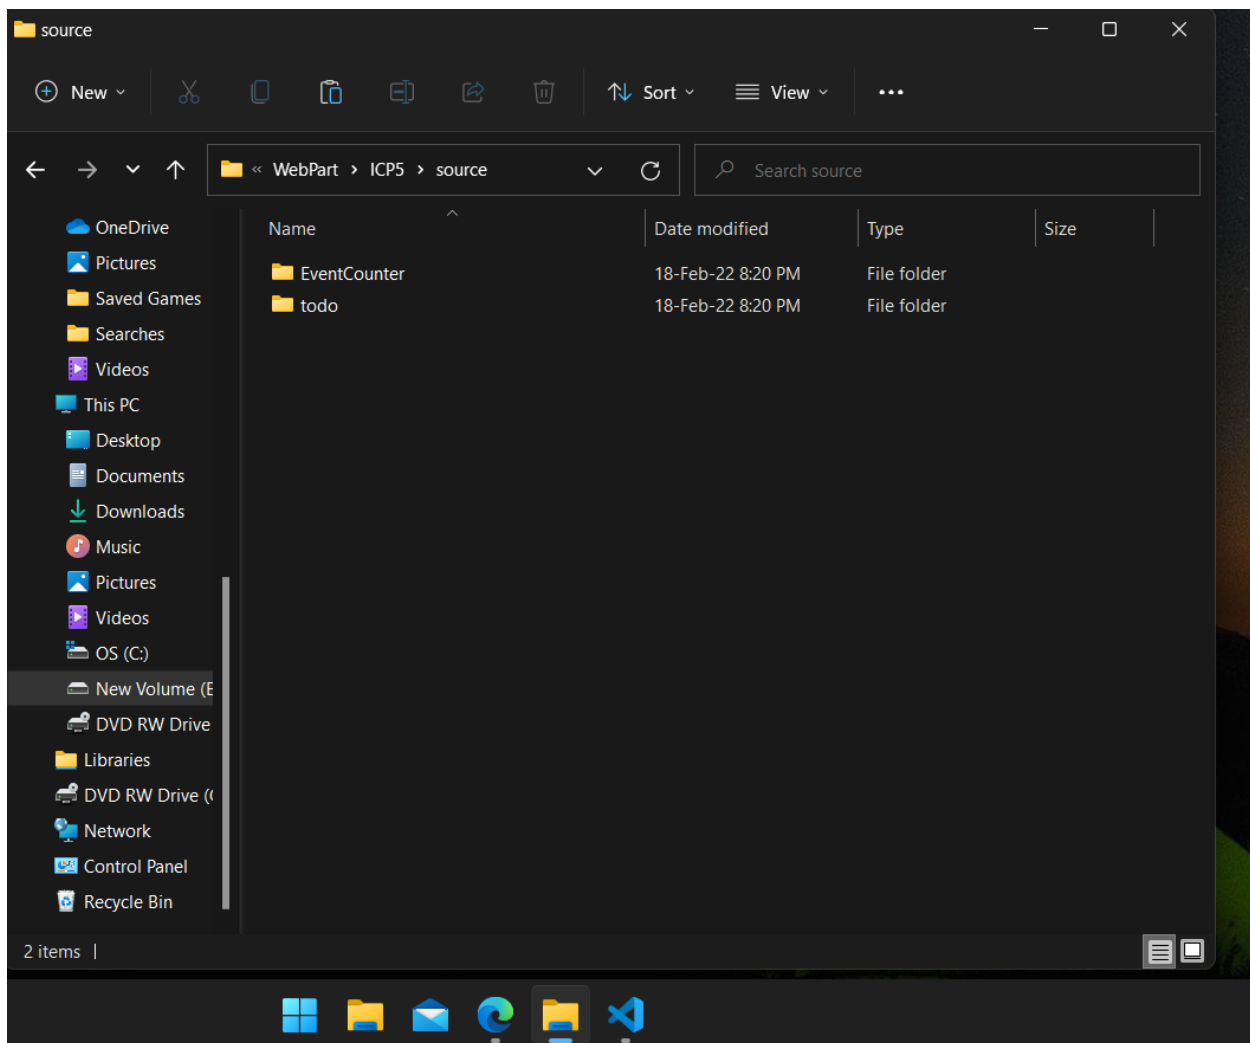 source
New
Sort
View
« WebPart > ICP5 > source
Search source
Name
Date modified
Type
Size
EventCounter
18-Feb-22 8:20 PM
File folder
todo
18-Feb-22 8:20 PM
File folder
OneDrive
Pictures
Saved Games
Searches
Videos
This PC
Desktop
Documents
Downloads
Music
Pictures
Videos
OS (C:)
New Volume (E
DVD RW Drive
Libraries
DVD RW Drive (
Network
Control Panel
Recycle Bin
2 items